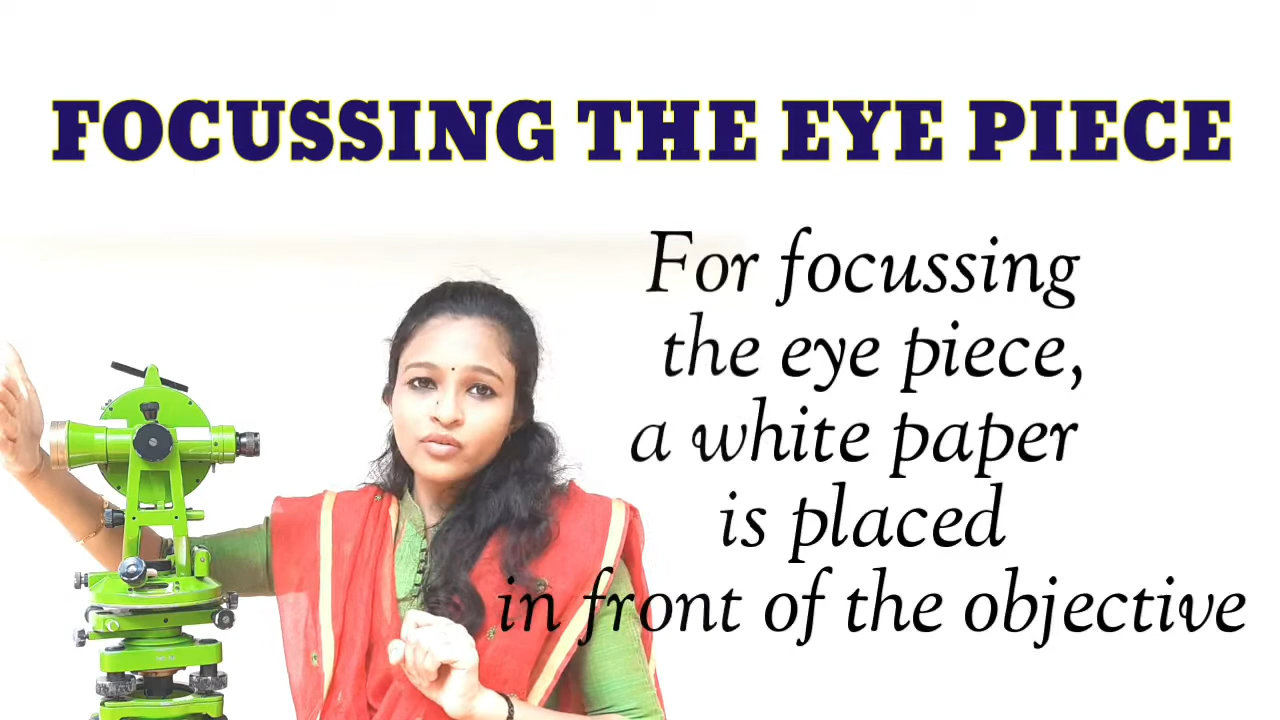 FOCUSSING THE EYE PIECE
For focussing
the eye piece,
a white paper
is placed
in front of the objective